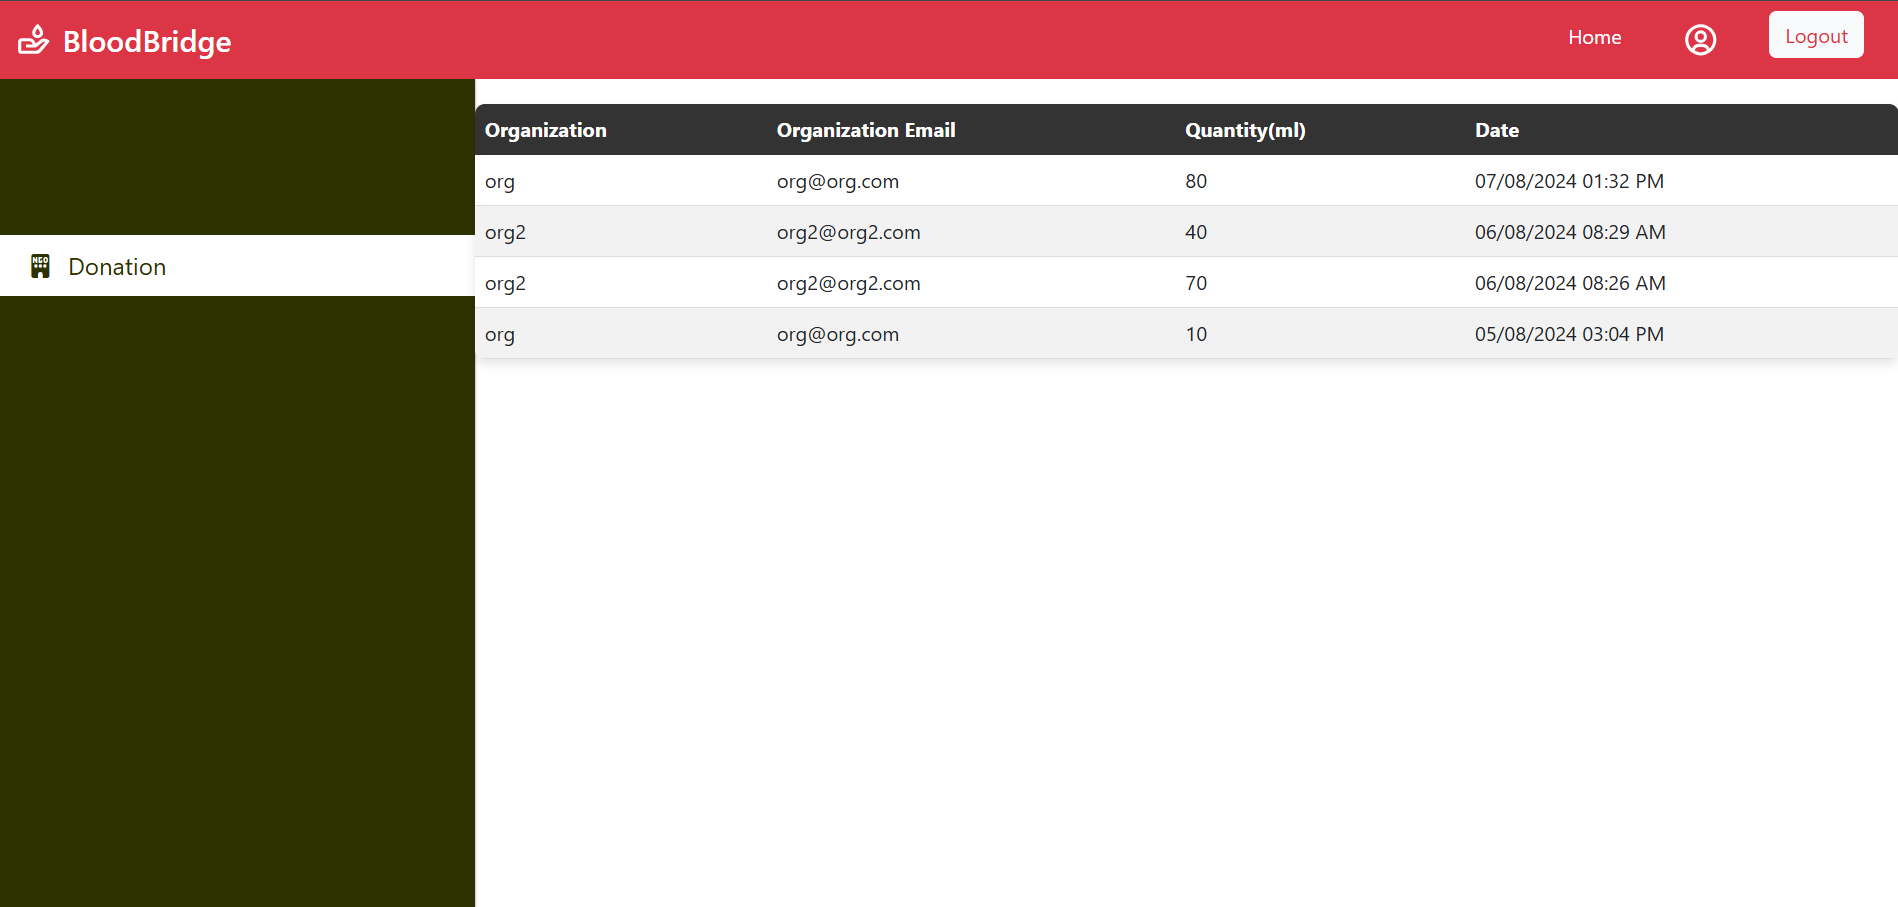 BloodBridge
Home
Logout
Donation
Organization Organization Email Quantity(ml) Date
org org@org.com 80 07/08/2024 01:32 PM
org2 org2@org2.com 40 06/08/2024 08:29 AM
org2 org2@org2.com 70 06/08/2024 08:26 AM
org org@org.com 10 05/08/2024 03:04 PM